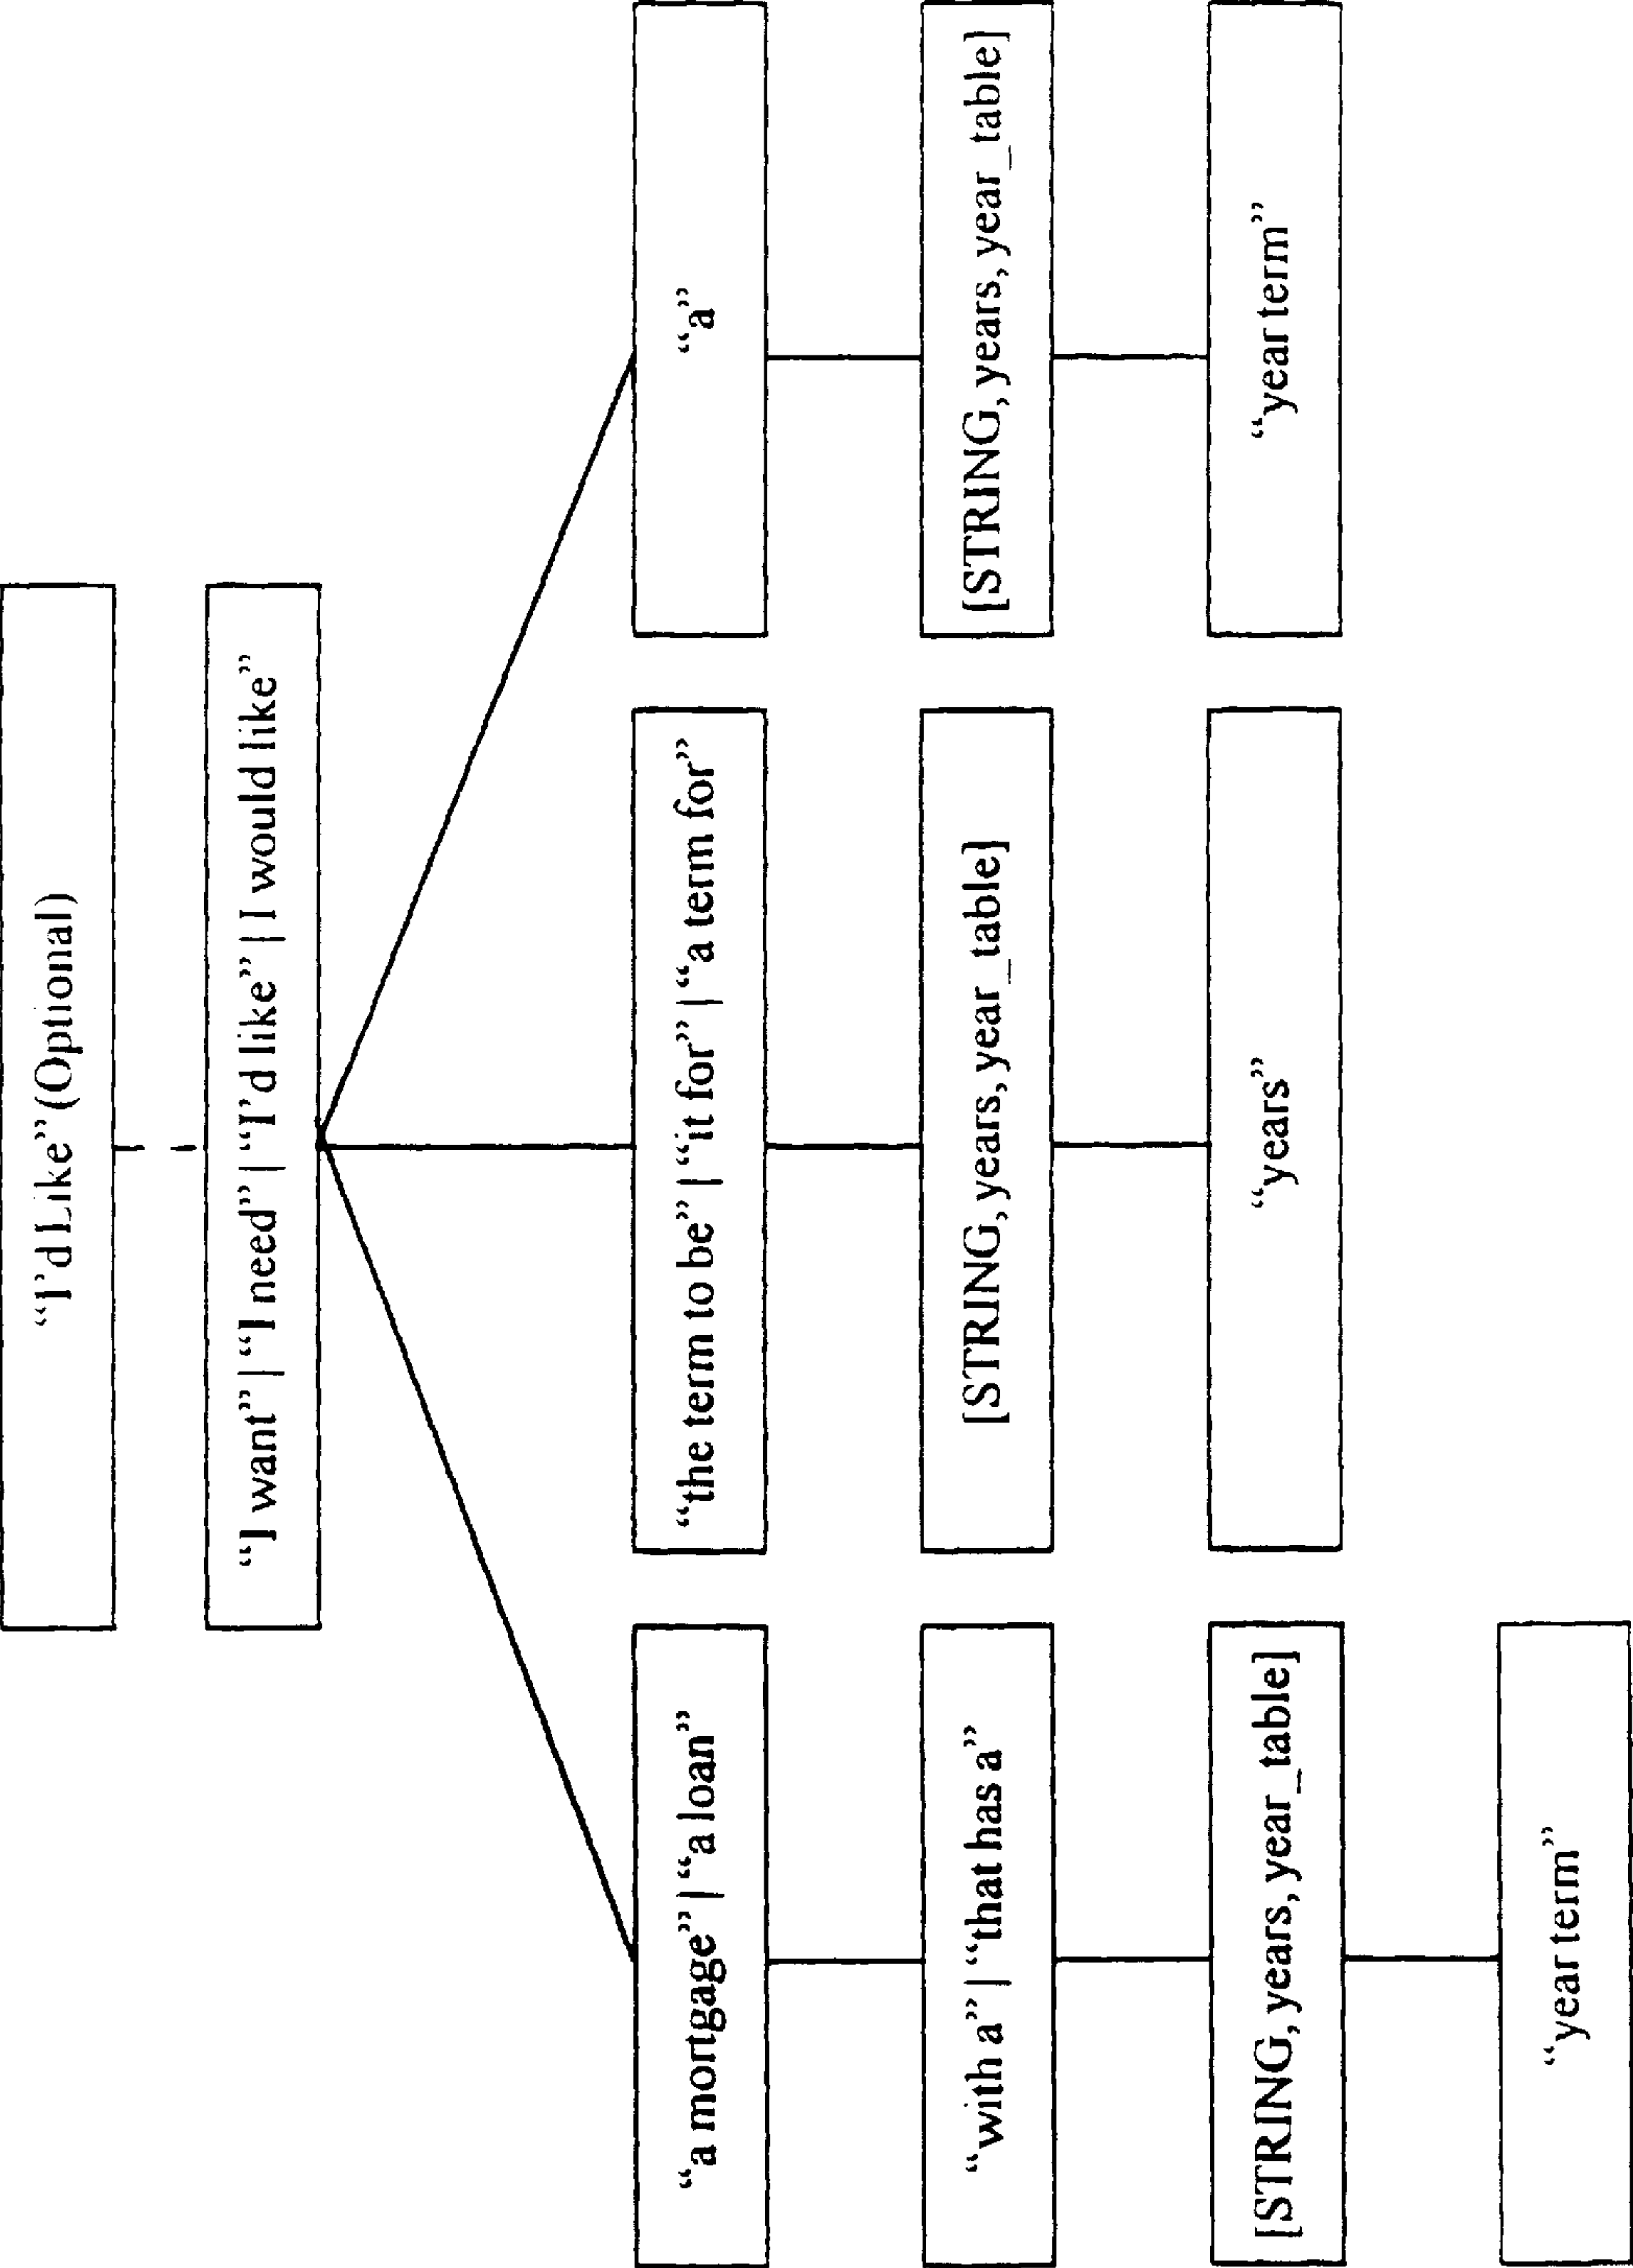 “I'd Like” (Optional)
“I want” | “I need” | “I'd like” | I would like”
“a mortgage” | “a loan”
“with a” | “that has a”
[STRING, years, year_table]
“year term”
“the term to be” | “it for” | “a term for”
[STRING, years, year_table]
“years”
“a”
[STRING, years, year_table]
“year term”